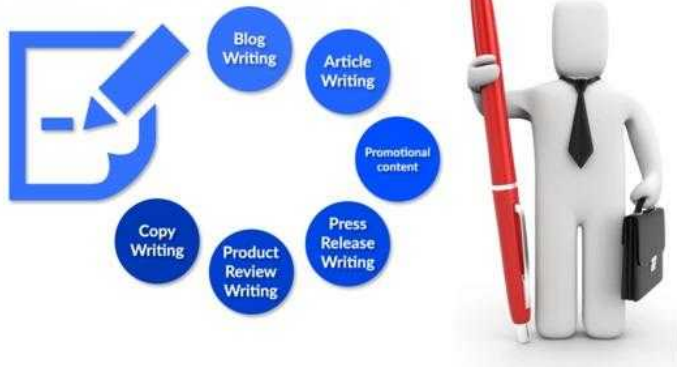 Blog
Writing
Article
Writing
Promotional
content
Press
Release
Writing
Product
Review
Writing
Copy
Writing